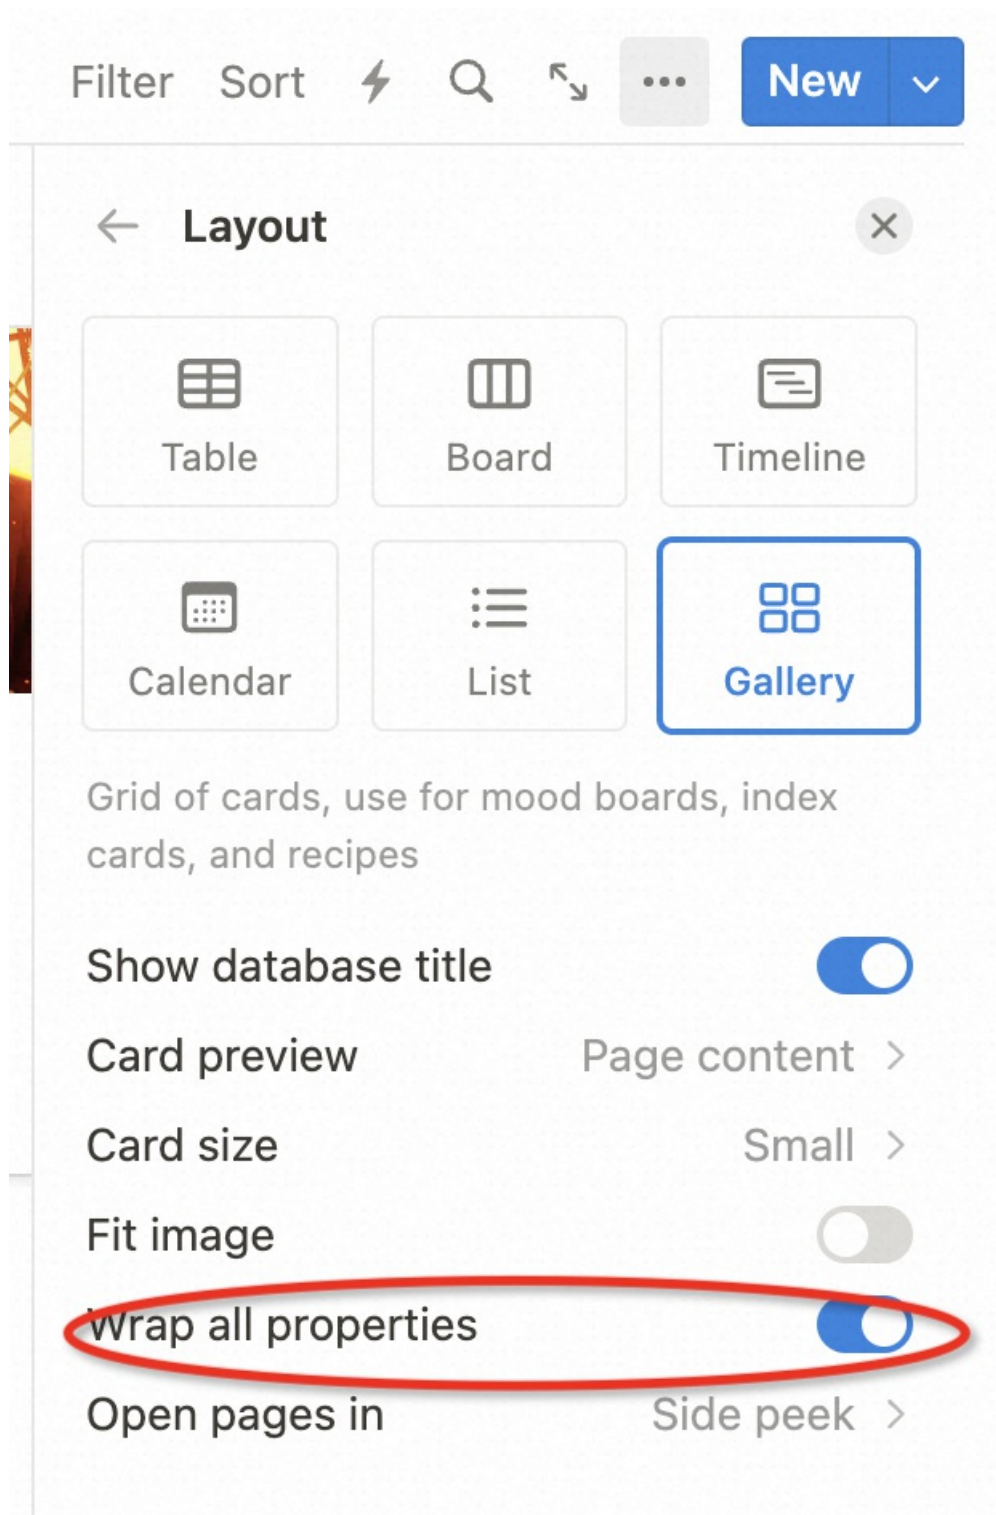 Filter Sort New
Layout
Table Board Timeline
Calendar List Gallery
Grid of cards, use for mood boards, index
cards, and recipes
Show database title
Card preview Page content
Card size Small
Fit image
Wrap all properties
Open pages in Side peek